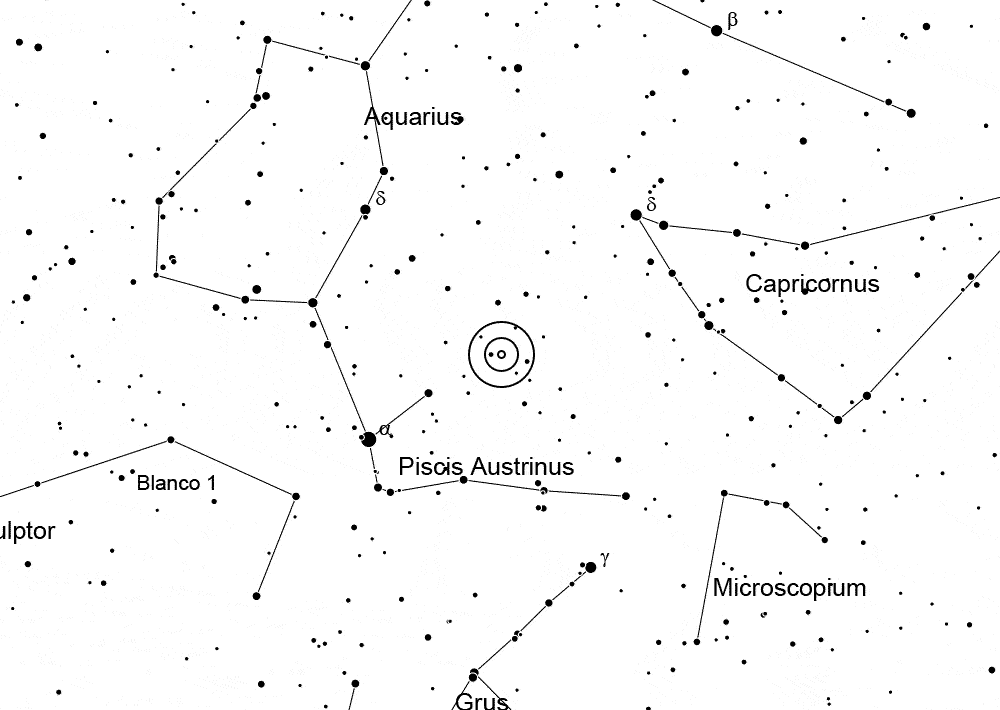 β
Aquarius
δ
δ
Capricornus
α
Piscis Austrinus
Blanco 1
ulptor
γ
Microscopium
Grus